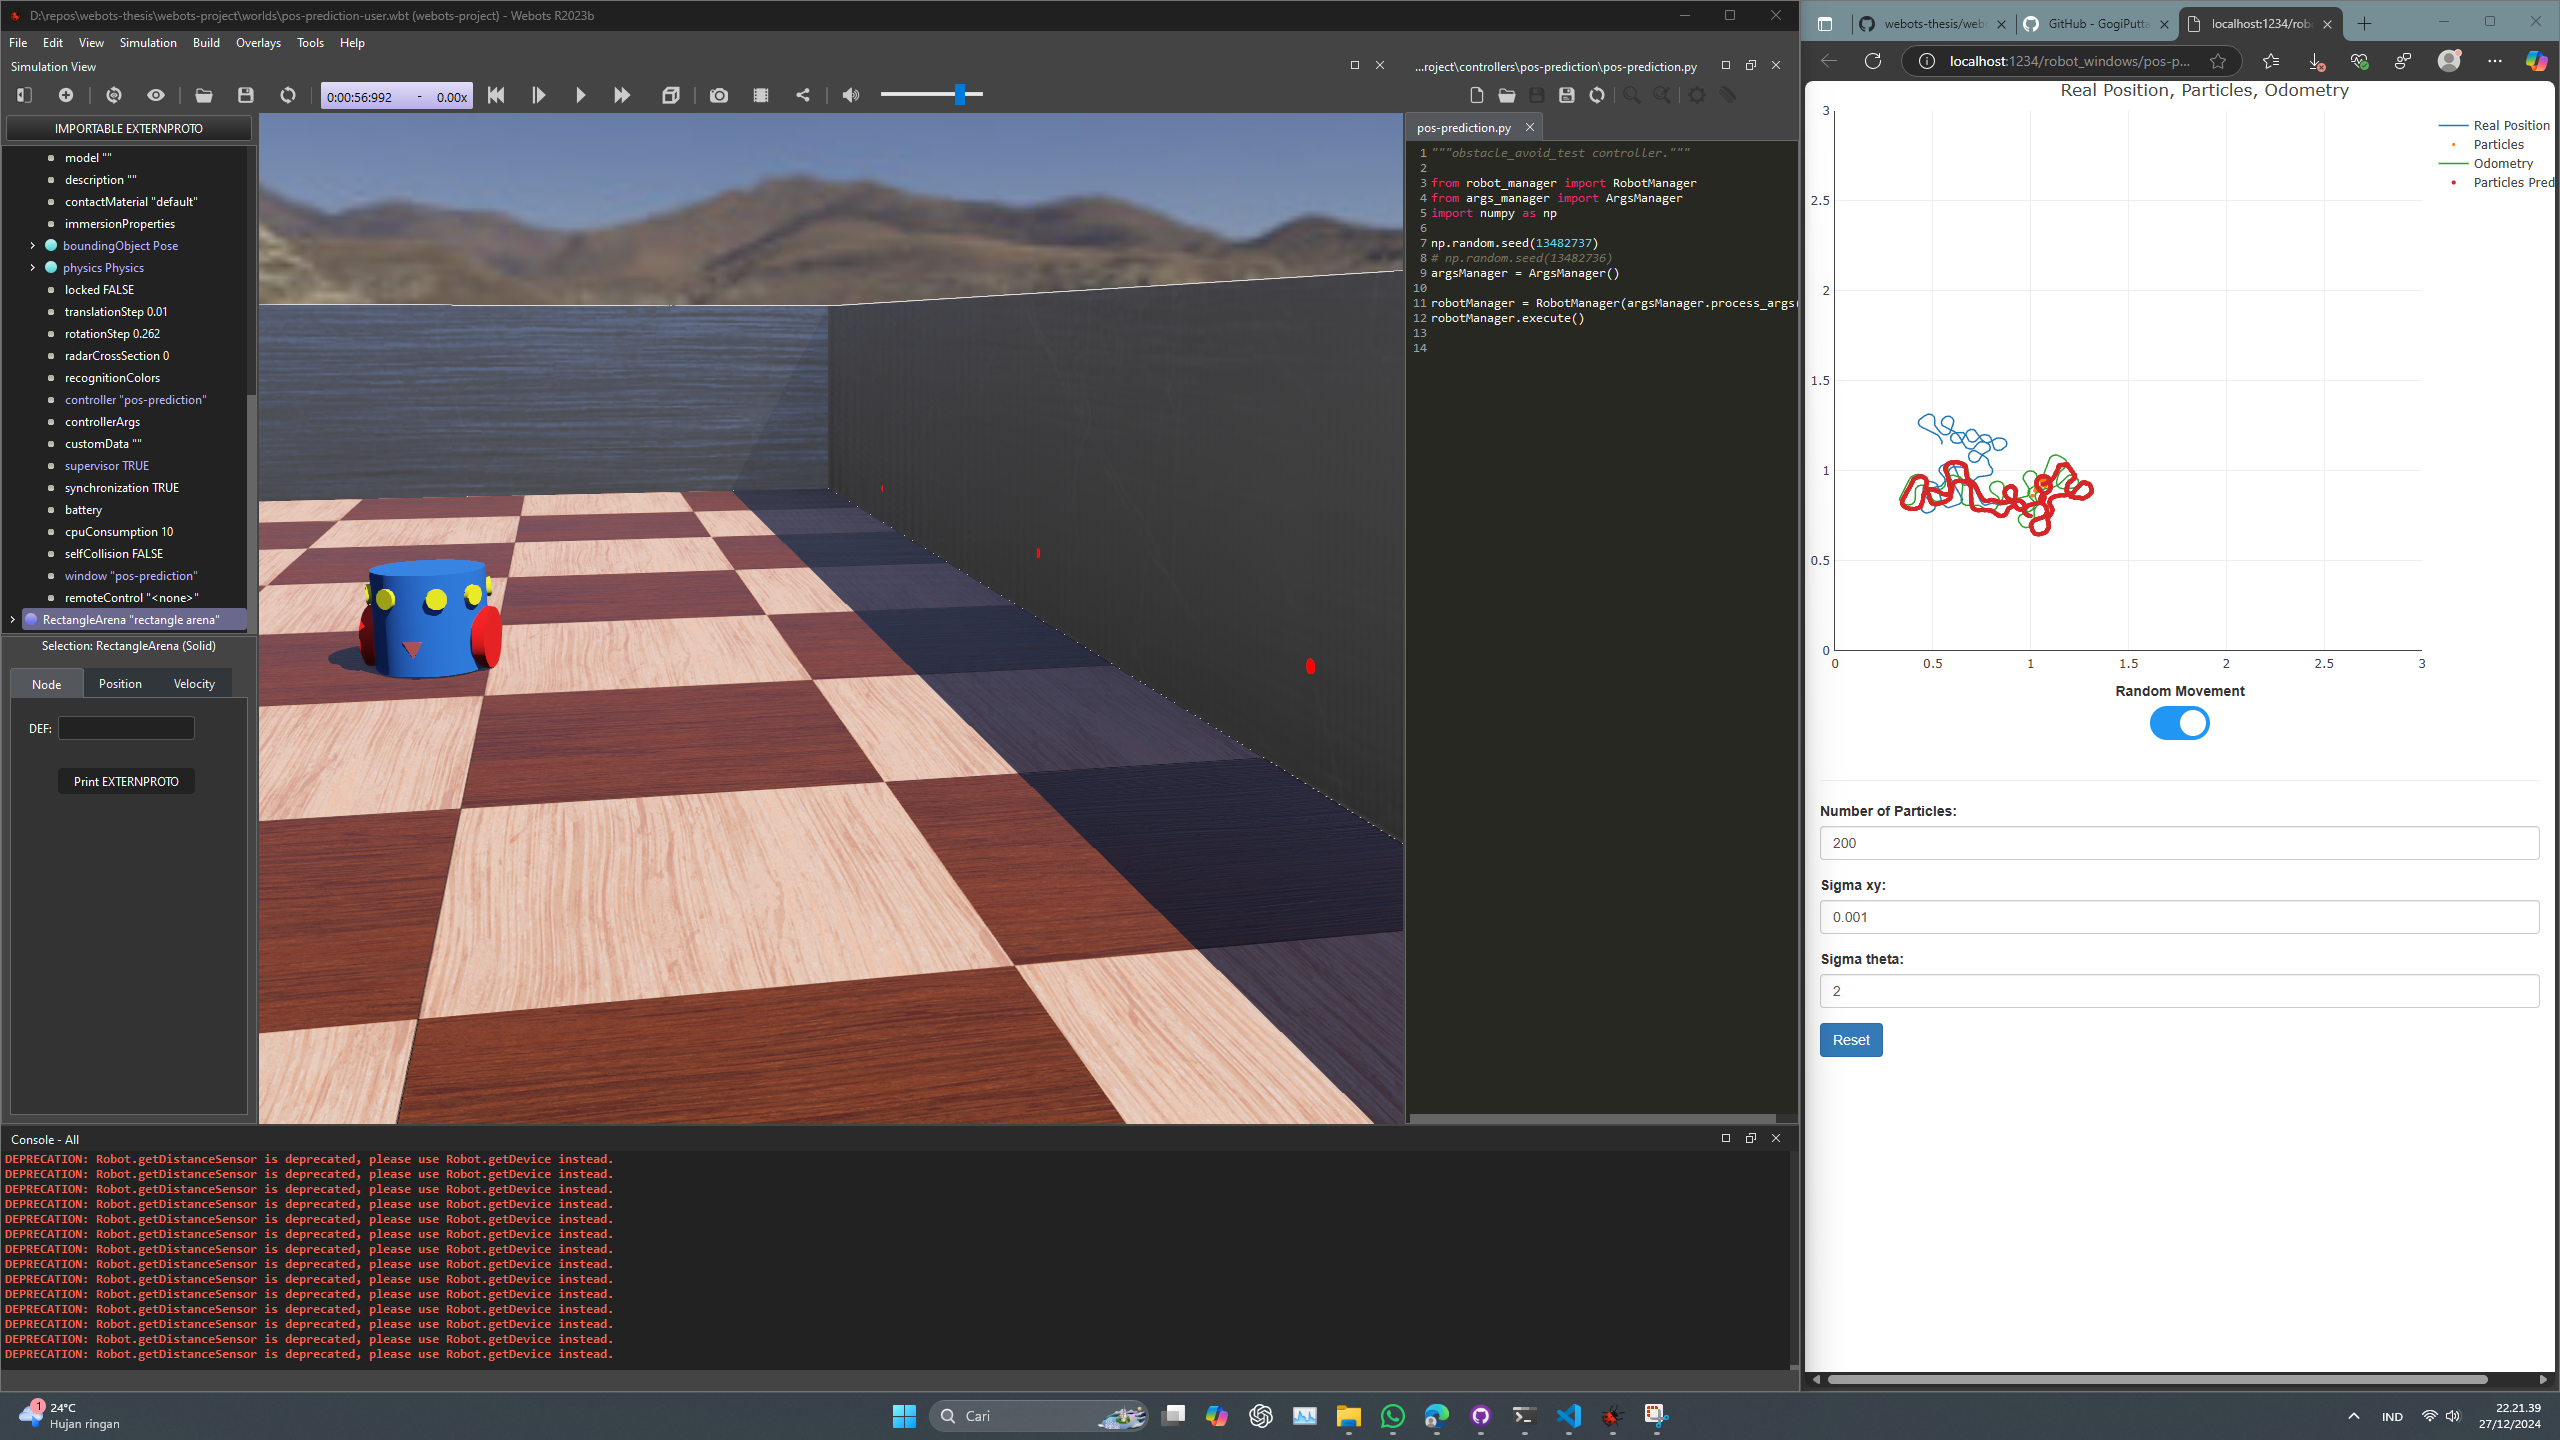 D:\repos\webots-thesis\webots-project\worlds\pos-prediction-user.wbt (webots-project) - Webots R2023b
File Edit View Simulation Build Overlays Tools Help
Simulation View
0:00:56:992 - 0.00x
IMPORTABLE EXTERNPROTO
model ""
description ""
contactMaterial "default"
immersionProperties
boundingObject Pose
physics Physics
locked FALSE
translationStep 0.01
rotationStep 0.262
radarCrossSection 0
recognitionColors
controller "pos-prediction"
controllerArgs
customData ""
supervisor TRUE
synchronization TRUE
battery
cpuConsumption 10
selfCollision FALSE
window "pos-prediction"
remoteControl "<none>"
RectangleArena "rectangle arena"
Selection: RectangleArena (Solid)
Node Position Velocity
DEF:
Print EXTERNPROTO
...roject\controllers\pos-prediction\pos-prediction.py
pos-prediction.py
1 """obstacle_avoid_test controller."""
2
3 from robot_manager import RobotManager
4 from args_manager import ArgsManager
5 import numpy as np
6
7 np.random.seed(13482737)
8 # np.random.seed(13482736)
9 argsManager = ArgsManager()
10
11 robotManager = RobotManager(argsManager.process_args(
12 robotManager.execute()
13
14
Console - All
DEPRECATION: Robot.getDistanceSensor is deprecated, please use Robot.getDevice instead.
DEPRECATION: Robot.getDistanceSensor is deprecated, please use Robot.getDevice instead.
DEPRECATION: Robot.getDistanceSensor is deprecated, please use Robot.getDevice instead.
DEPRECATION: Robot.getDistanceSensor is deprecated, please use Robot.getDevice instead.
DEPRECATION: Robot.getDistanceSensor is deprecated, please use Robot.getDevice instead.
DEPRECATION: Robot.getDistanceSensor is deprecated, please use Robot.getDevice instead.
DEPRECATION: Robot.getDistanceSensor is deprecated, please use Robot.getDevice instead.
DEPRECATION: Robot.getDistanceSensor is deprecated, please use Robot.getDevice instead.
DEPRECATION: Robot.getDistanceSensor is deprecated, please use Robot.getDevice instead.
DEPRECATION: Robot.getDistanceSensor is deprecated, please use Robot.getDevice instead.
DEPRECATION: Robot.getDistanceSensor is deprecated, please use Robot.getDevice instead.
DEPRECATION: Robot.getDistanceSensor is deprecated, please use Robot.getDevice instead.
DEPRECATION: Robot.getDistanceSensor is deprecated, please use Robot.getDevice instead.
DEPRECATION: Robot.getDistanceSensor is deprecated, please use Robot.getDevice instead.
webots-thesis/web GitHub - GogiPutta localhost:1234/rob
localhost:1234/robot_windows/pos-p...
Real Position, Particles, Odometry
3
2.5
2
1.5
1
0.5
0
0 0.5 1 1.5 2 2.5 3
Real Position
Particles
Odometry
Particles Pred
Random Movement
Number of Particles:
200
Sigma xy:
0.001
Sigma theta:
2
Reset
1
24°C
Hujan ringan
Cari
IND
22.21.39
27/12/2024